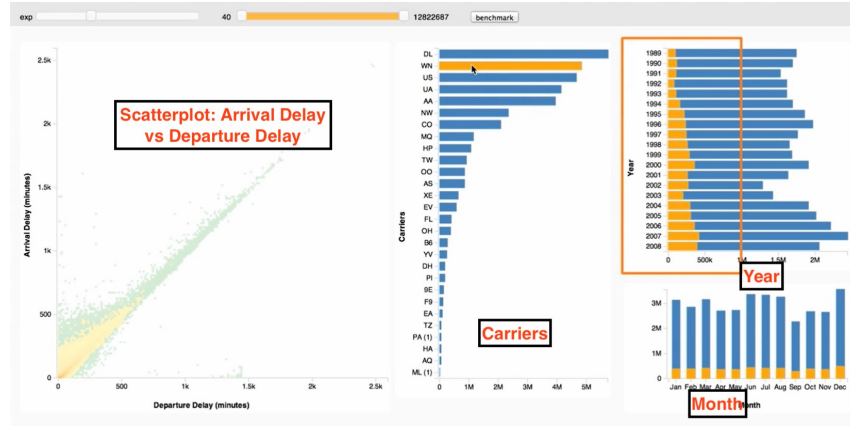 exp
40
12822687
benchmark
2.5k
2k
1.5k
1k
500
0
Arrival Delay (minutes)
Scatterplot: Arrival Delay
vs Departure Delay
0
500
1k
1.5k
2k
2.5k
Departure Delay (minutes)
Carriers
DL
WN
US
UA
AA
NW
CO
MQ
HP
TW
OO
AS
XE
EV
FL
OH
B6
YV
DH
PI
9E
F9
EA
TZ
PA (1)
HA
AQ
ML (1)
0
1M
2M
3M
4M
5M
Carriers
Year
1989
1990
1991
1992
1993
1994
1995
1996
1997
1998
1999
2000
2001
2002
2003
2004
2005
2006
2007
2008
0
500k
1M
1.5M
2M
Year
3M
2M
1M
0
Jan Feb Mar Apr May Jun Jul Aug Sep Oct Nov Dec
Month